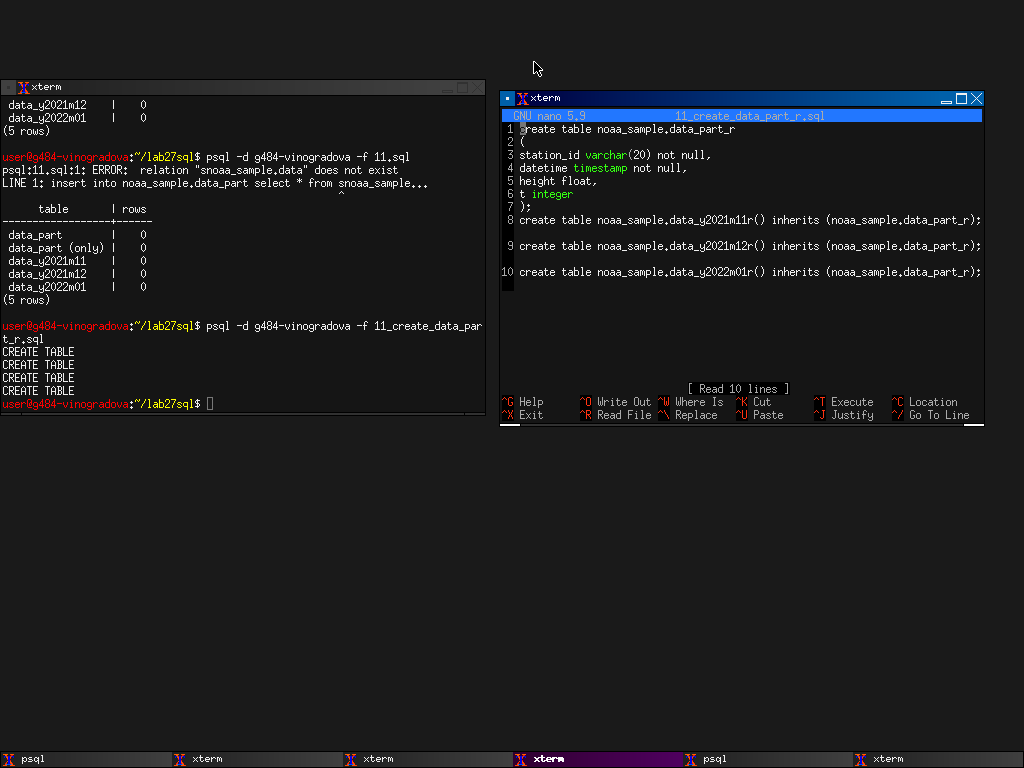 xterm
data_y2021m12 | 0
data_y2022m01 | 0
(5 rows)
user@g484-vinogradova:~/lab27sql$ psql -d g484-vinogradova -f 11.sql
psql:11.sql:1: ERROR: relation "snoaa_sample.data" does not exist
LINE 1: insert into noaa_sample.data_part select * from snoaa_sample...
^
table | rows
------------------+------
data_part | 0
data_part (only) | 0
data_y2021m11 | 0
data_y2021m12 | 0
data_y2022m01 | 0
(5 rows)
user@g484-vinogradova:~/lab27sql$ psql -d g484-vinogradova -f 11_create_data_par
t_r.sql
CREATE TABLE
CREATE TABLE
CREATE TABLE
CREATE TABLE
user@g484-vinogradova:~/lab27sql$
xterm
GNU nano 5.9 11_create_data_part_r.sql
1 create table noaa_sample.data_part_r
2 (
3 station_id varchar(20) not null,
4 datetime timestamp not null,
5 height float,
6 t integer
7 );
8 create table noaa_sample.data_y2021m11r() inherits (noaa_sample.data_part_r);
9 create table noaa_sample.data_y2021m12r() inherits (noaa_sample.data_part_r);
10 create table noaa_sample.data_y2022m01r() inherits (noaa_sample.data_part_r);
[ Read 10 lines ]
^G Help ^O Write Out ^W Where Is ^K Cut ^T Execute ^C Location
^X Exit ^R Read File ^\ Replace ^U Paste ^J Justify ^/ Go To Line
psql xterm xterm xterm psql xterm